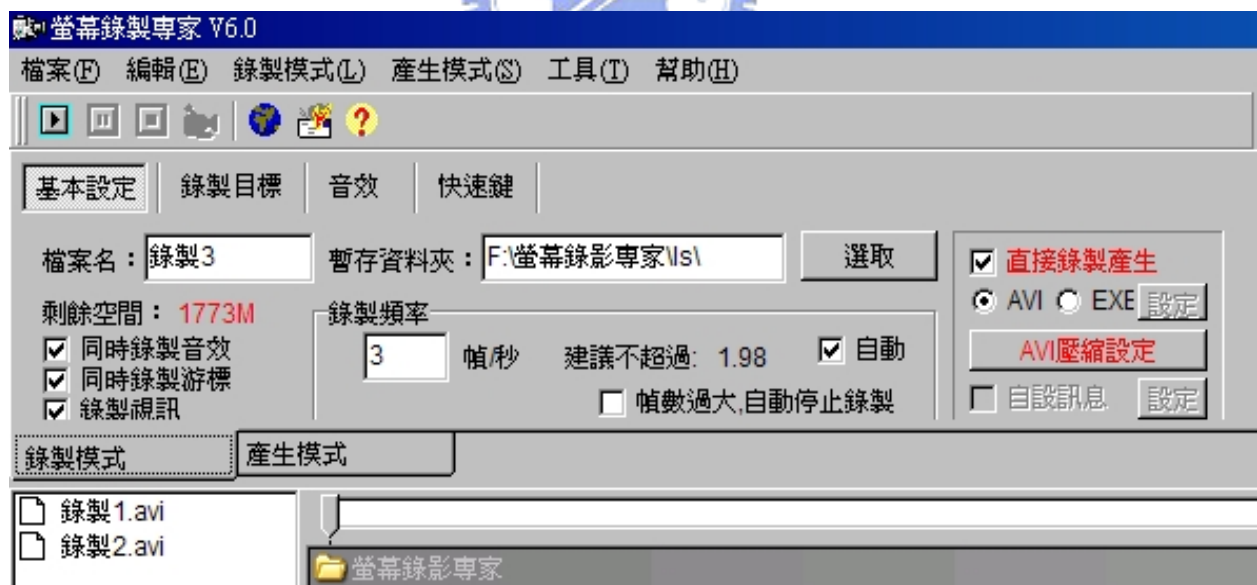 螢幕錄製專家 V6.0
檔案(F) 編輯(E) 錄製模式(L) 產生模式(S) 工具(T) 幫助(H)
基本設定 錄製目標 音效 快速鍵
檔案名：錄製3 暫存資料夾：F:\螢幕錄影專家\ls\ 選取
直接錄製產生
剩餘空間：1773M 錄製頻率
AVI EXE 設定
同時錄製音效 3 幀/秒 建議不超過: 1.98 自動
AVI壓縮設定
同時錄製游標
錄製視訊 幀數過大,自動停止錄製
自設訊息 設定
錄製模式 產生模式
錄製1.avi
錄製2.avi
螢幕錄影專家